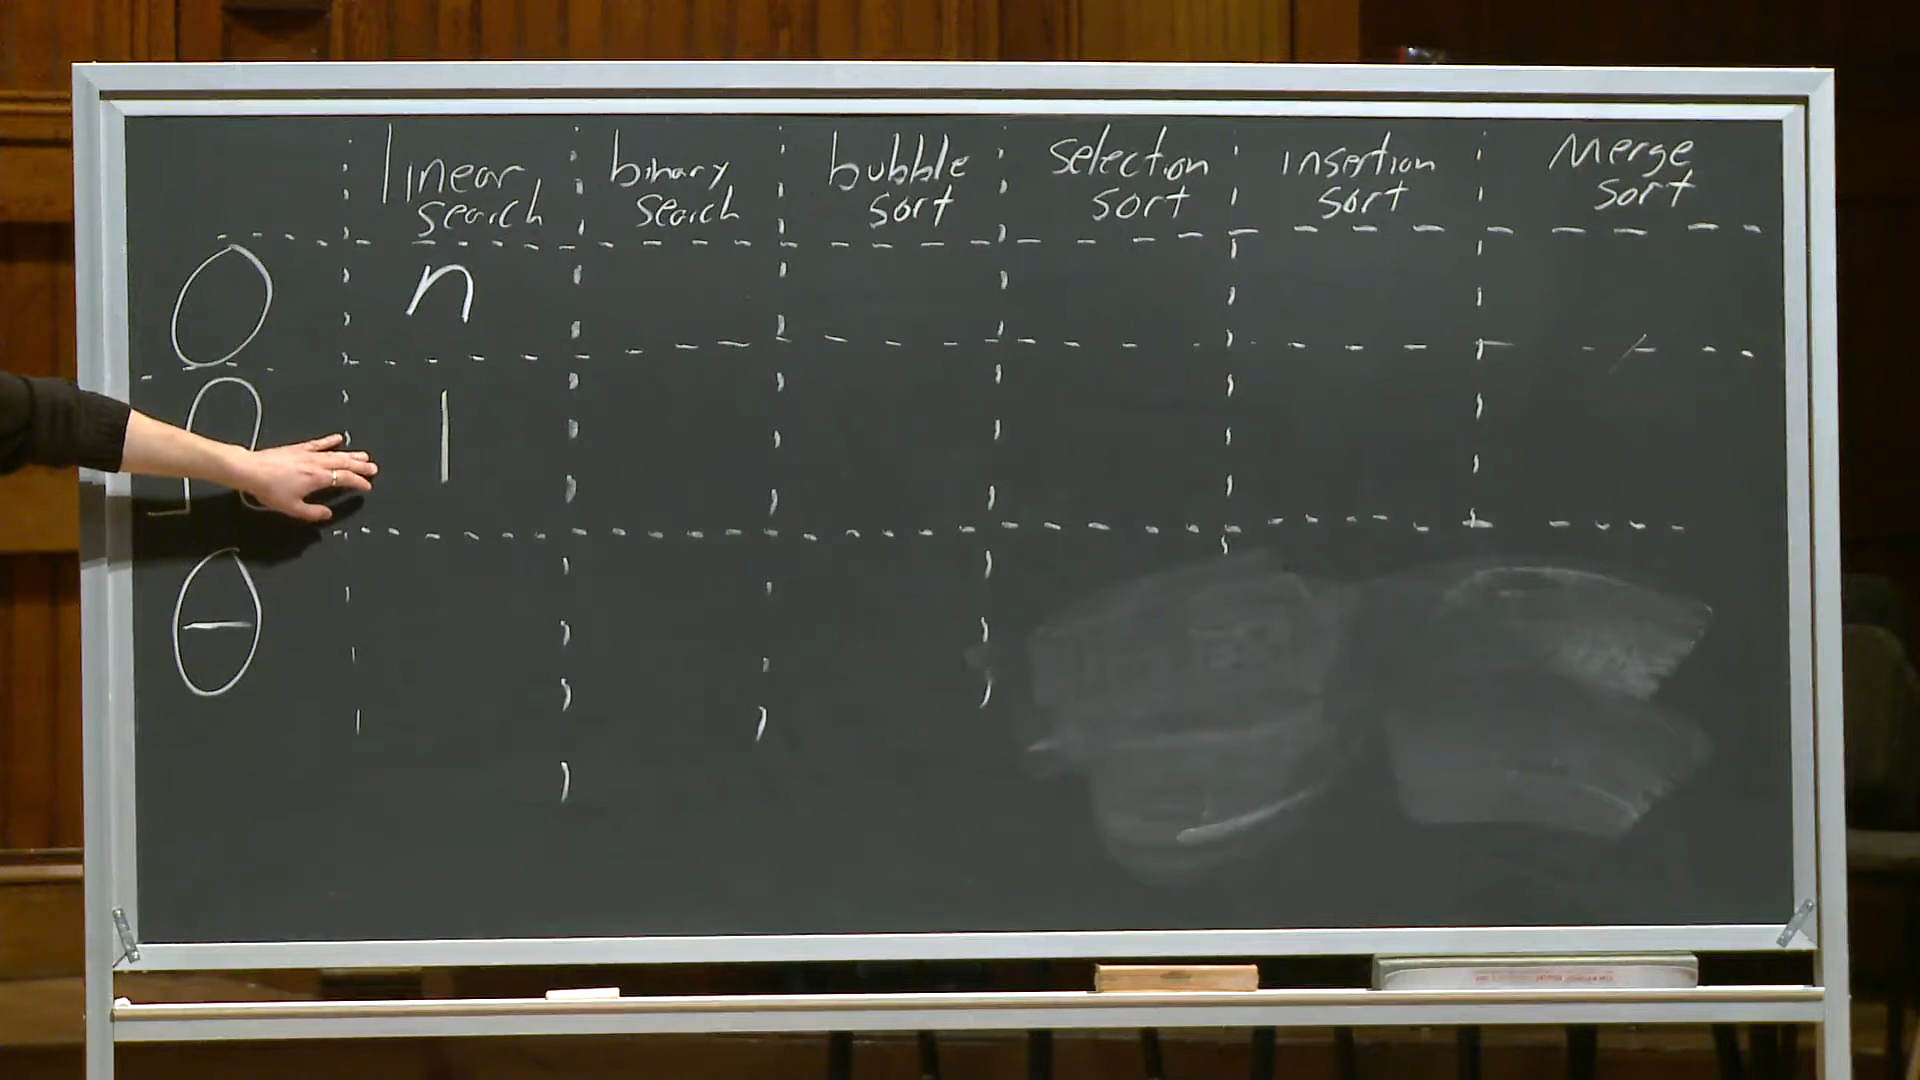 linear search binary search bubble sort selection sort insertion sort Merge sort
O n
Ω 1
Θ